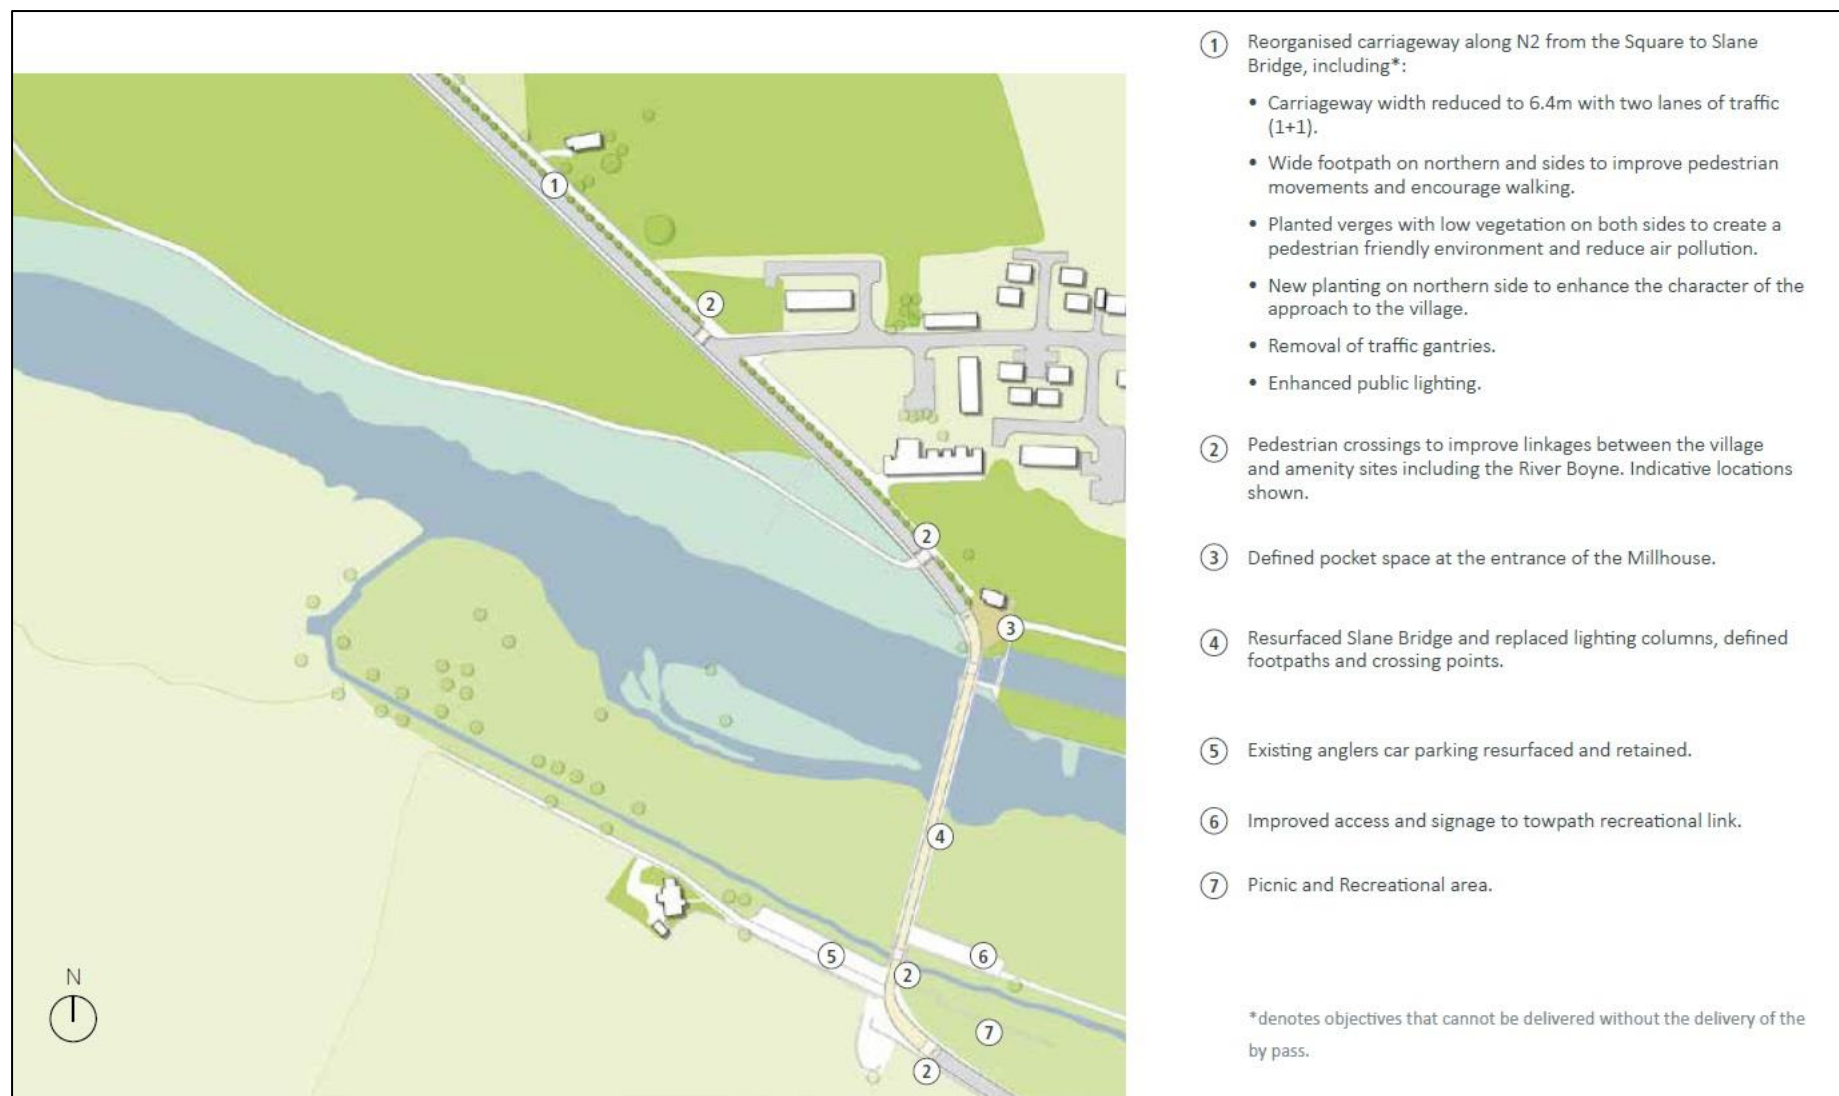 1 Reorganised carriageway along N2 from the Square to Slane
Bridge, including*:
• Carriageway width reduced to 6.4m with two lanes of traffic
(1+1).
• Wide footpath on northern and sides to improve pedestrian
movements and encourage walking.
• Planted verges with low vegetation on both sides to create a
pedestrian friendly environment and reduce air pollution.
• New planting on northern side to enhance the character of the
approach to the village.
• Removal of traffic gantries.
• Enhanced public lighting.
2 Pedestrian crossings to improve linkages between the village
and amenity sites including the River Boyne. Indicative locations
shown.
3 Defined pocket space at the entrance of the Millhouse.
4 Resurfaced Slane Bridge and replaced lighting columns, defined
footpaths and crossing points.
5 Existing anglers car parking resurfaced and retained.
6 Improved access and signage to towpath recreational link.
7 Picnic and Recreational area.
*denotes objectives that cannot be delivered without the delivery of the
by pass.
1
2
2
3
4
5
6
2
7
2
N